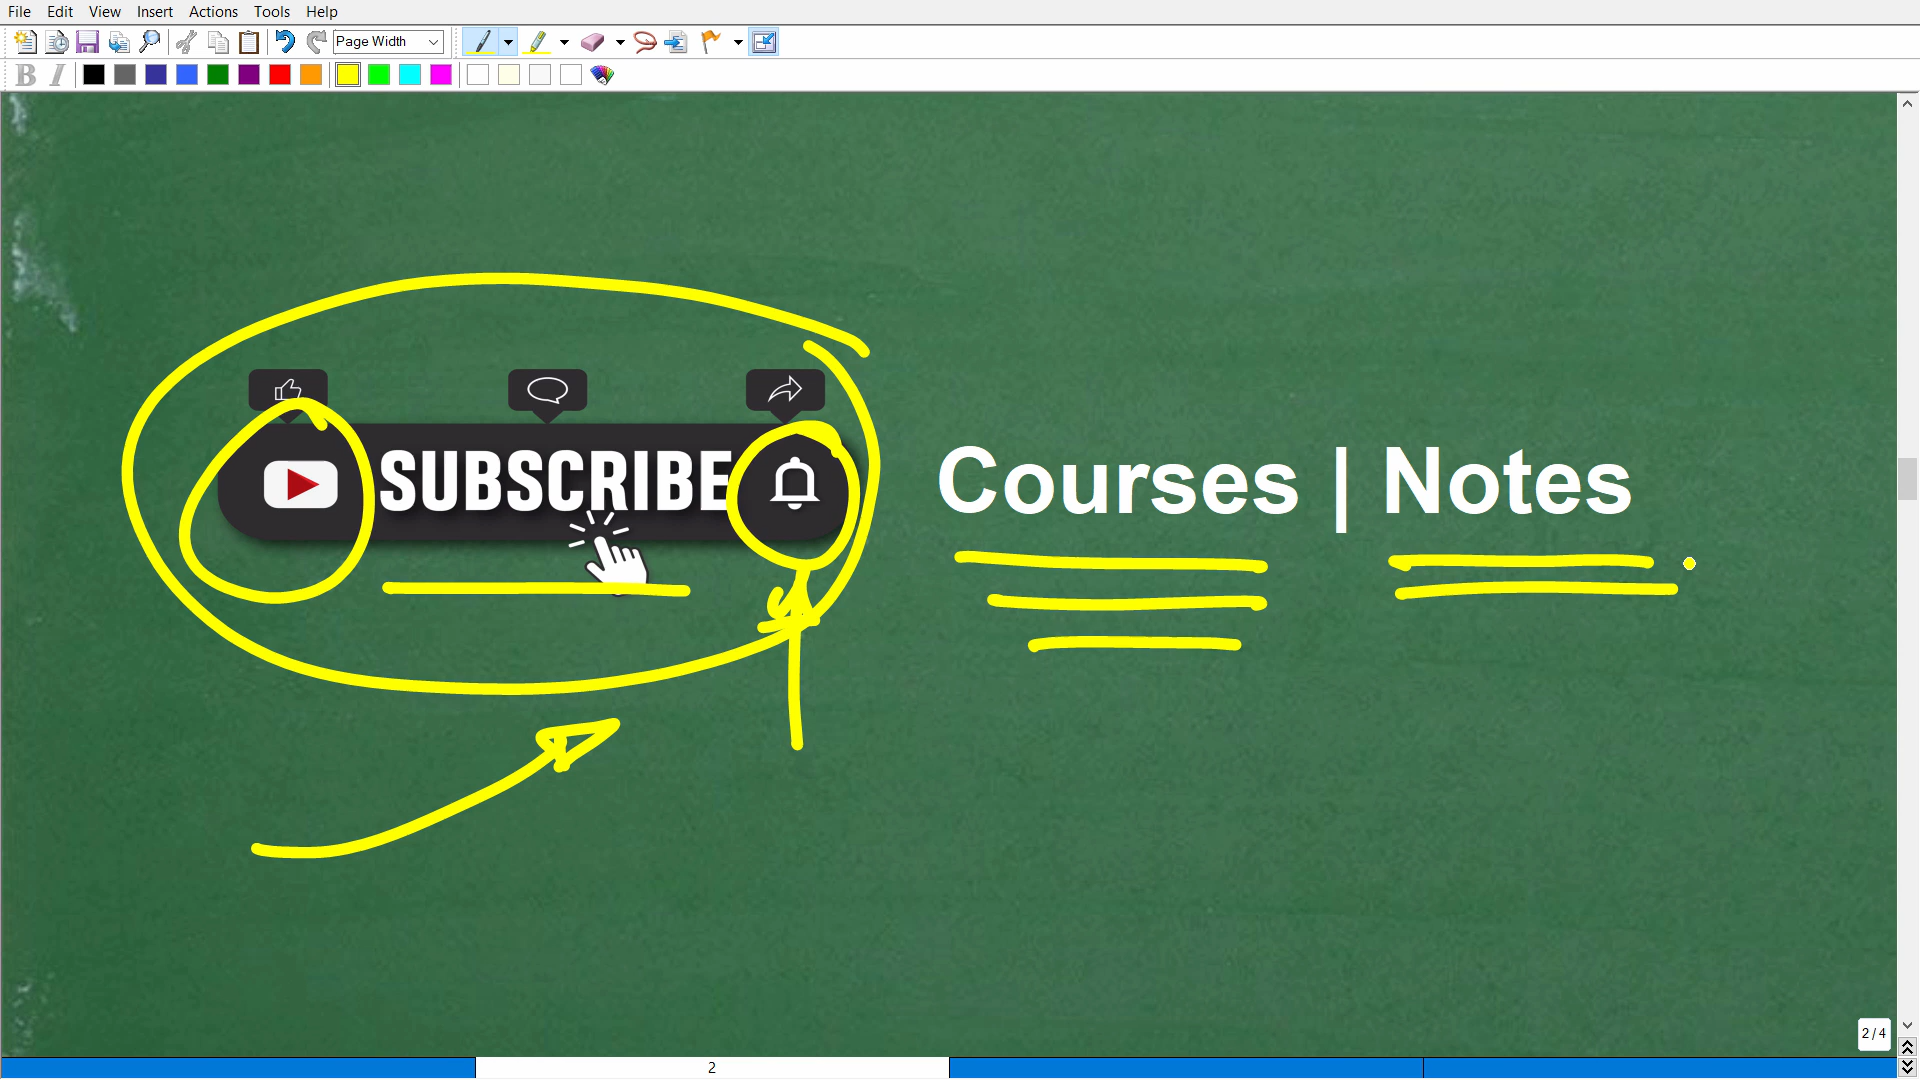 File Edit View Insert Actions Tools Help
Page Width
B I
SUBSCRIBE
Courses | Notes
2 / 4
2